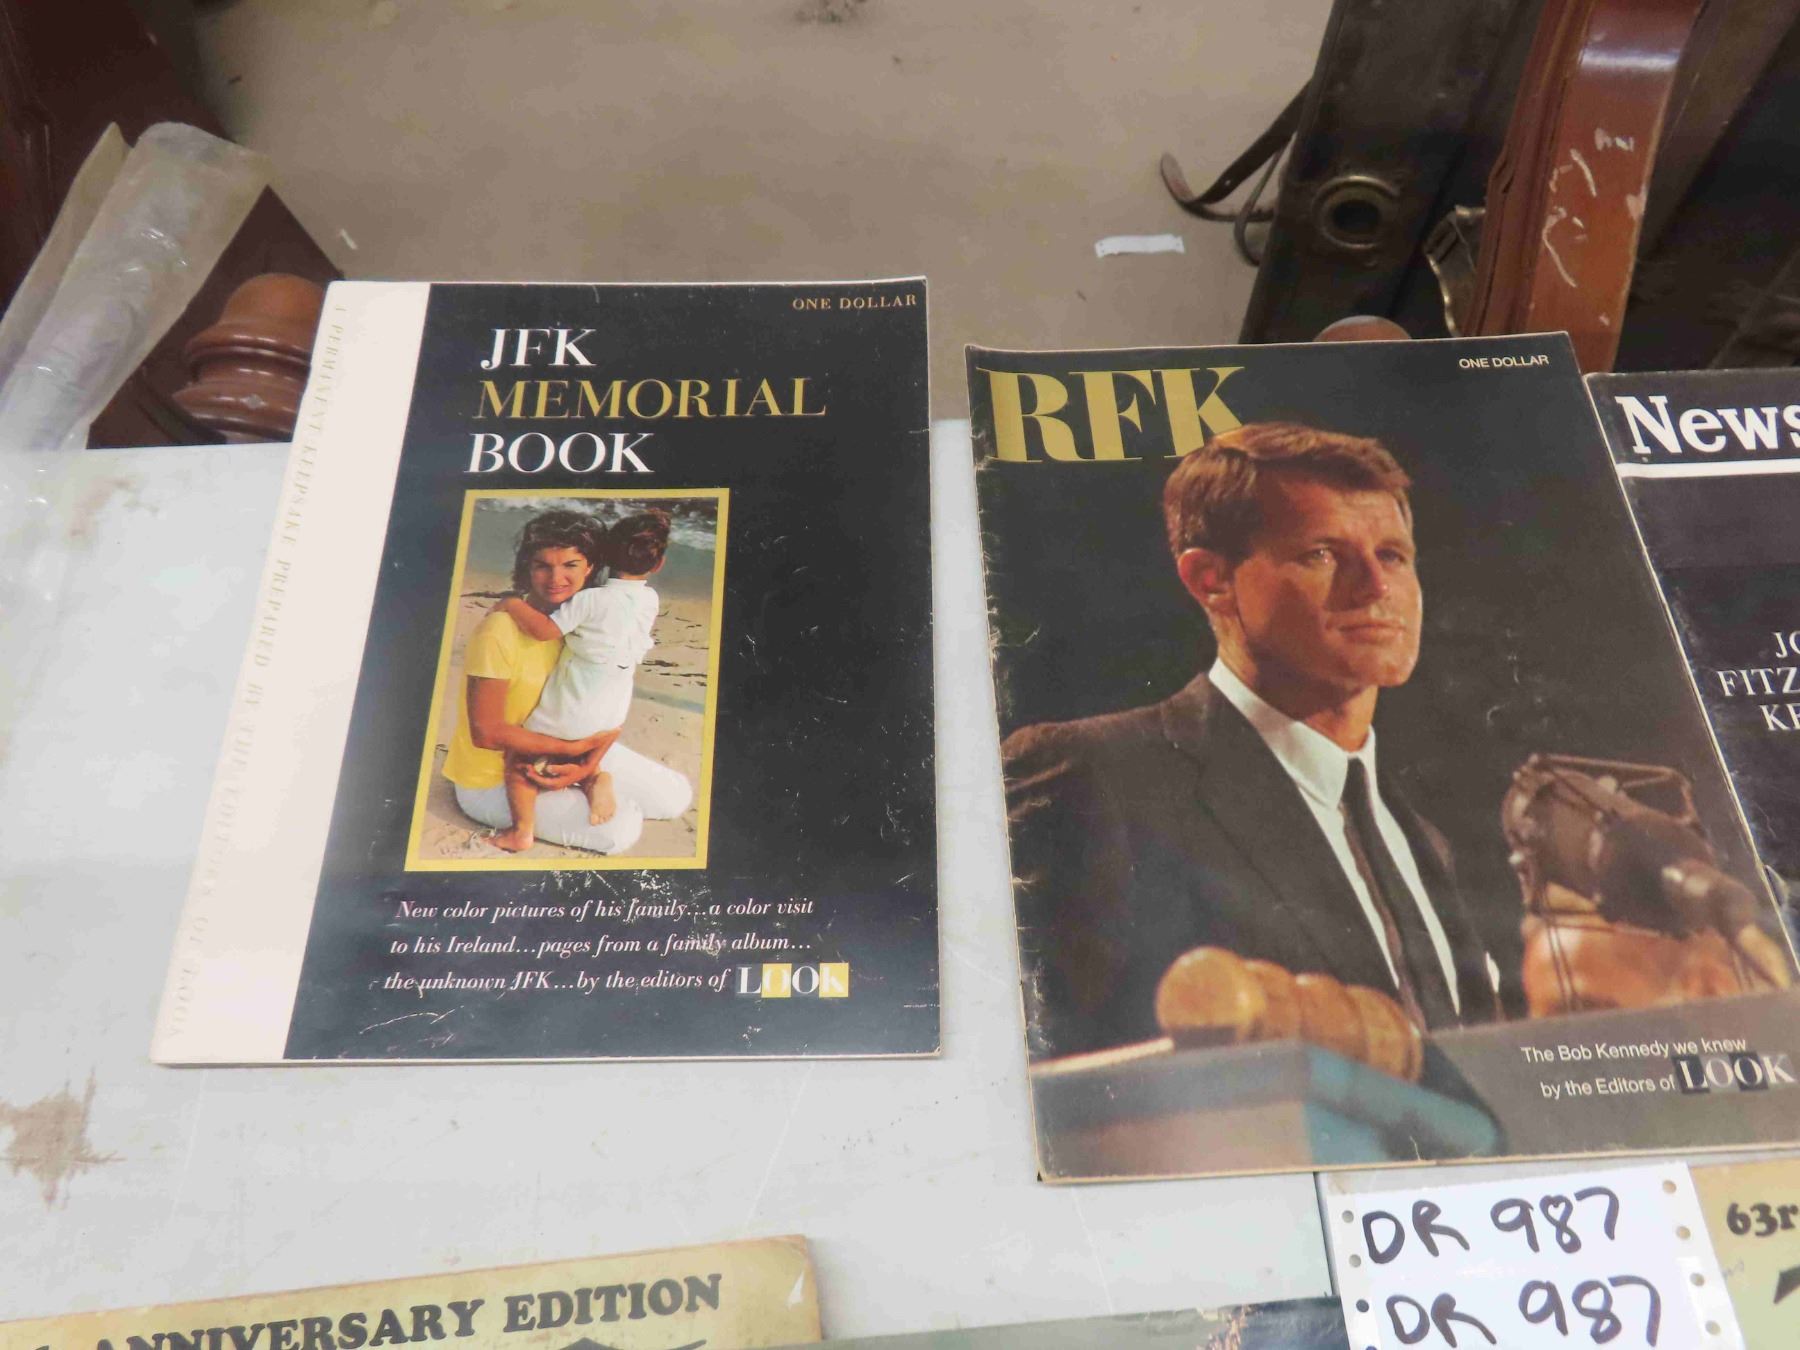 ONE DOLLAR
JFK
MEMORIAL
BOOK
A PERMANENT KEEPSAKE PREPARED BY THE EDITORS OF LOOK
New color pictures of his family...a color visit
to his Ireland...pages from a family album...
the unknown JFK...by the editors of LOOK
ONE DOLLAR
RFK
The Bob Kennedy we knew
by the Editors of LOOK
News
JO
FITZ
KE
ANNIVERSARY EDITION
DR 987
DR 987
63r